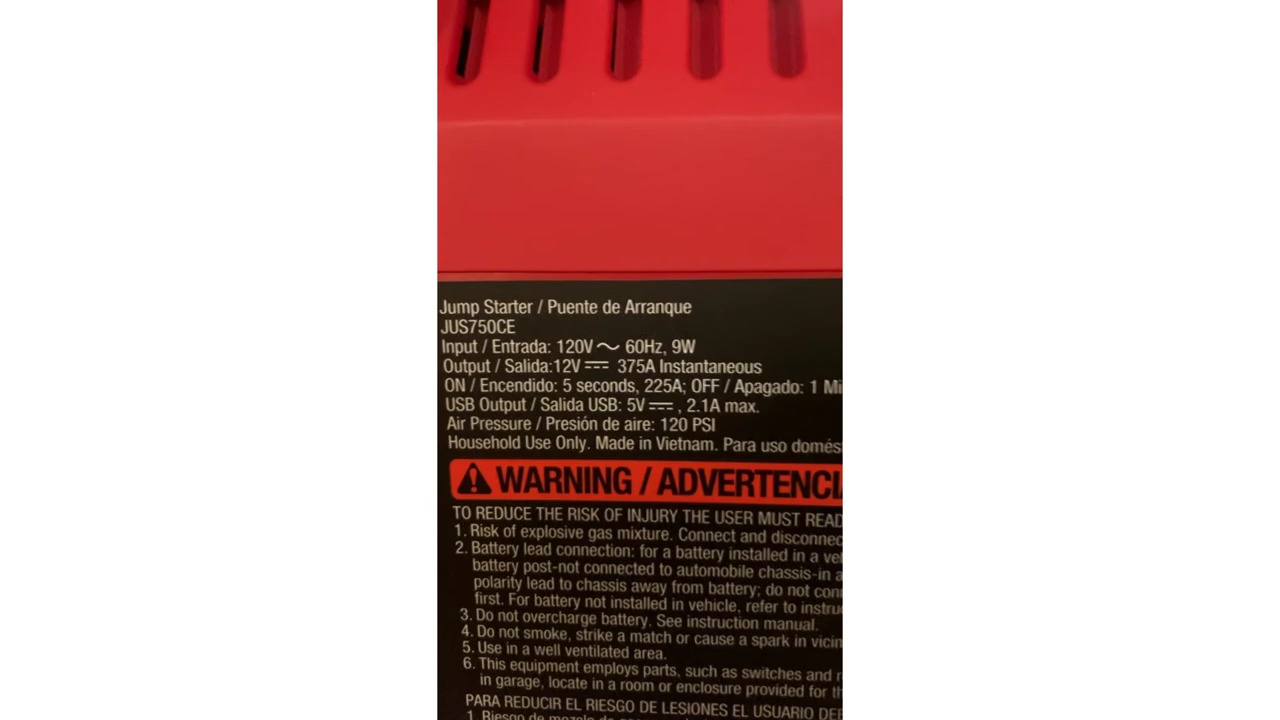 Jump Starter / Puente de Arranque
JUS750CE
Input / Entrada: 120V ～ 60Hz, 9W
Output / Salida:12V ⎓ 375A Instantaneous
ON / Encendido: 5 seconds, 225A; OFF / Apagado: 1 Mi
USB Output / Salida USB: 5V ⎓ , 2.1A max.
Air Pressure / Presión de aire: 120 PSI
Household Use Only. Made in Vietnam. Para uso domés
WARNING / ADVERTENCI
TO REDUCE THE RISK OF INJURY THE USER MUST READ
1. Risk of explosive gas mixture. Connect and disconnec
2. Battery lead connection: for a battery installed in a ve
battery post-not connected to automobile chassis-in a
polarity lead to chassis away from battery; do not con
first. For battery not installed in vehicle, refer to instru
3. Do not overcharge battery. See instruction manual.
4. Do not smoke, strike a match or cause a spark in vicin
5. Use in a well ventilated area.
6. This equipment employs parts, such as switches and r
in garage, locate in a room or enclosure provided for th
PARA REDUCIR EL RIESGO DE LESIONES EL USUARIO DEB
1. Riesgo de mezcla de